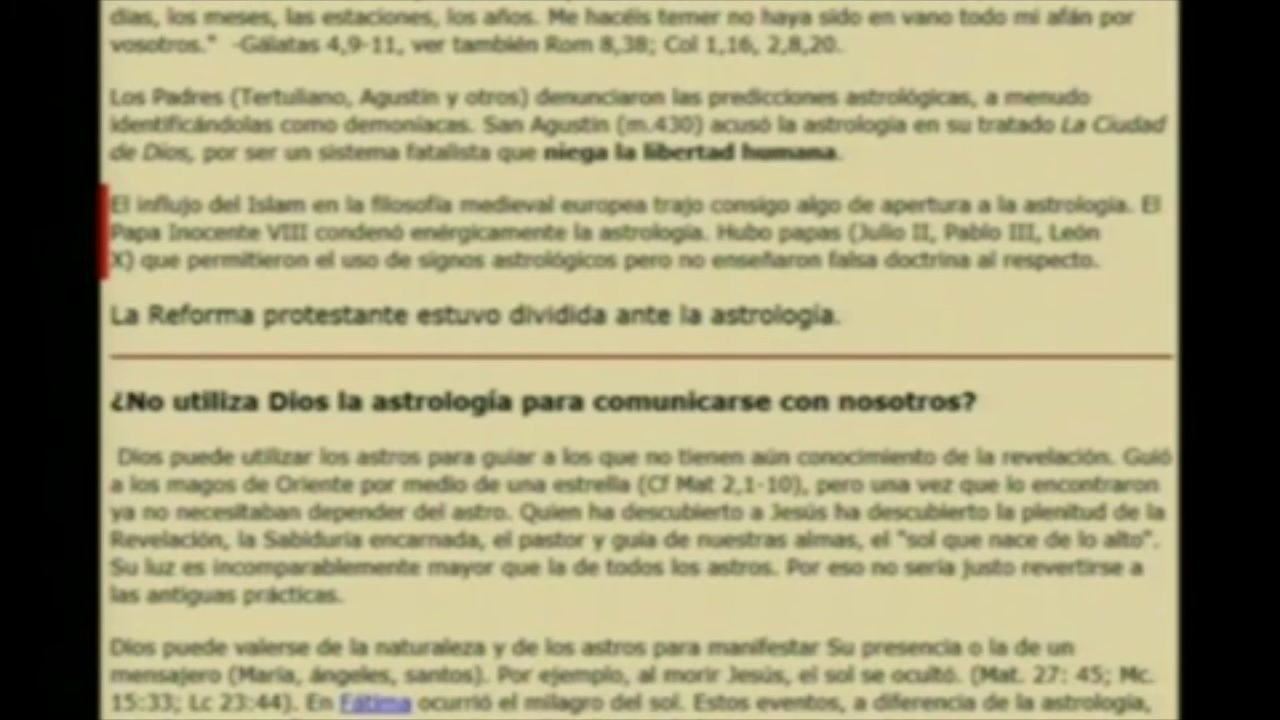 días, los meses, las estaciones, los años. Me hacéis temer no haya sido en vano todo mi afán por
vosotros." -Gálatas 4,9-11, ver también Rom 8,38; Col 1,16, 2,8,20.
Los Padres (Tertuliano, Agustin y otros) denunciaron las predicciones astrológicas, a menudo
identificándolas como demoníacas. San Agustin (m.430) acusó la astrología en su tratado La Ciudad
de Dios, por ser un sistema fatalista que niega la libertad humana.
El influjo del Islam en la filosofía medieval europea trajo consigo algo de apertura a la astrología. El
Papa Inocente VIII condenó enérgicamente la astrología. Hubo papas (Julio II, Pablo III, León
X) que permitieron el uso de signos astrológicos pero no enseñaron falsa doctrina al respecto.
La Reforma protestante estuvo dividida ante la astrología.
¿No utiliza Dios la astrología para comunicarse con nosotros?
Dios puede utilizar los astros para guiar a los que no tienen aún conocimiento de la revelación. Guió
a los magos de Oriente por medio de una estrella (Cf Mat 2,1-10), pero una vez que lo encontraron
ya no necesitaban depender del astro. Quien ha descubierto a Jesús ha descubierto la plenitud de la
Revelación, la Sabiduría encarnada, el pastor y guía de nuestras almas, el "sol que nace de lo alto".
Su luz es incomparablemente mayor que la de todos los astros. Por eso no sería justo revertirse a
las antiguas prácticas.
Dios puede valerse de la naturaleza y de los astros para manifestar Su presencia o la de un
mensajero (María, ángeles, santos). Por ejemplo, al morir Jesús, el sol se ocultó. (Mat. 27: 45; Mc.
15:33; Lc 23:44). En Fátima ocurrió el milagro del sol. Estos eventos, a diferencia de la astrología,